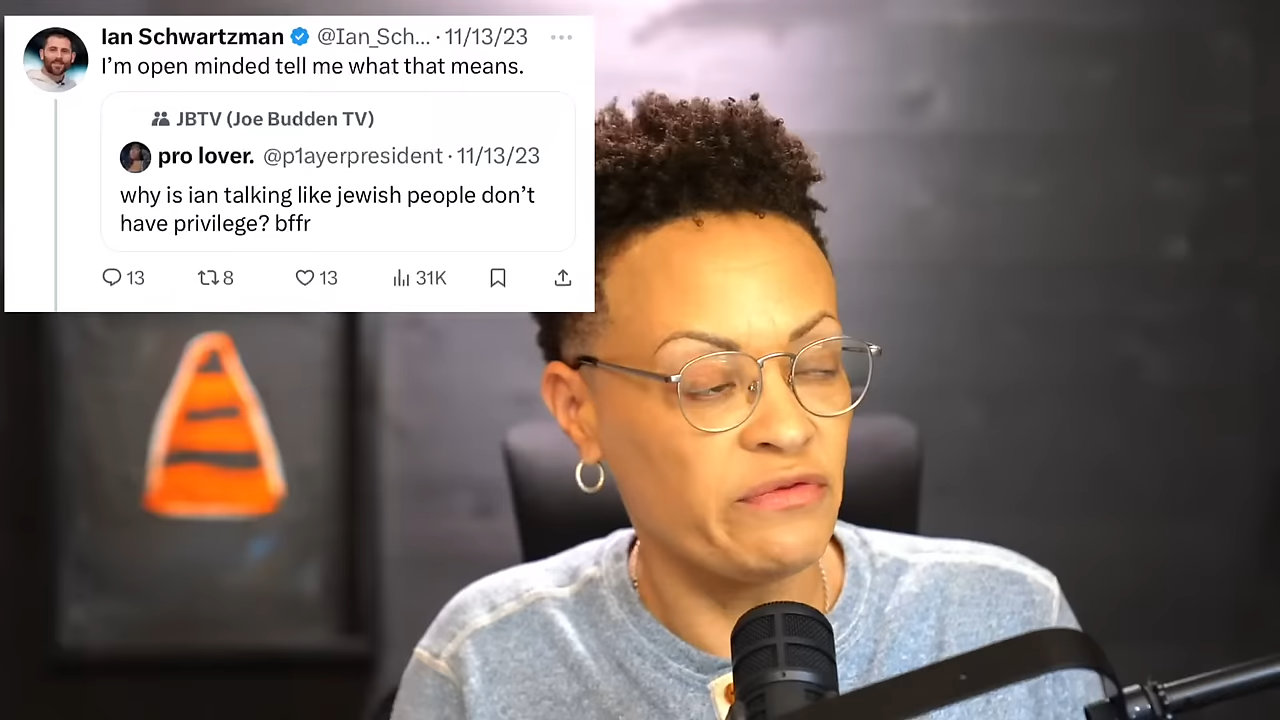 Ian Schwartzman @Ian_Sch... · 11/13/23
I'm open minded tell me what that means.
JBTV (Joe Budden TV)
pro lover. @p1ayerpresident · 11/13/23
why is ian talking like jewish people don't
have privilege? bffr
13 8 13 31K